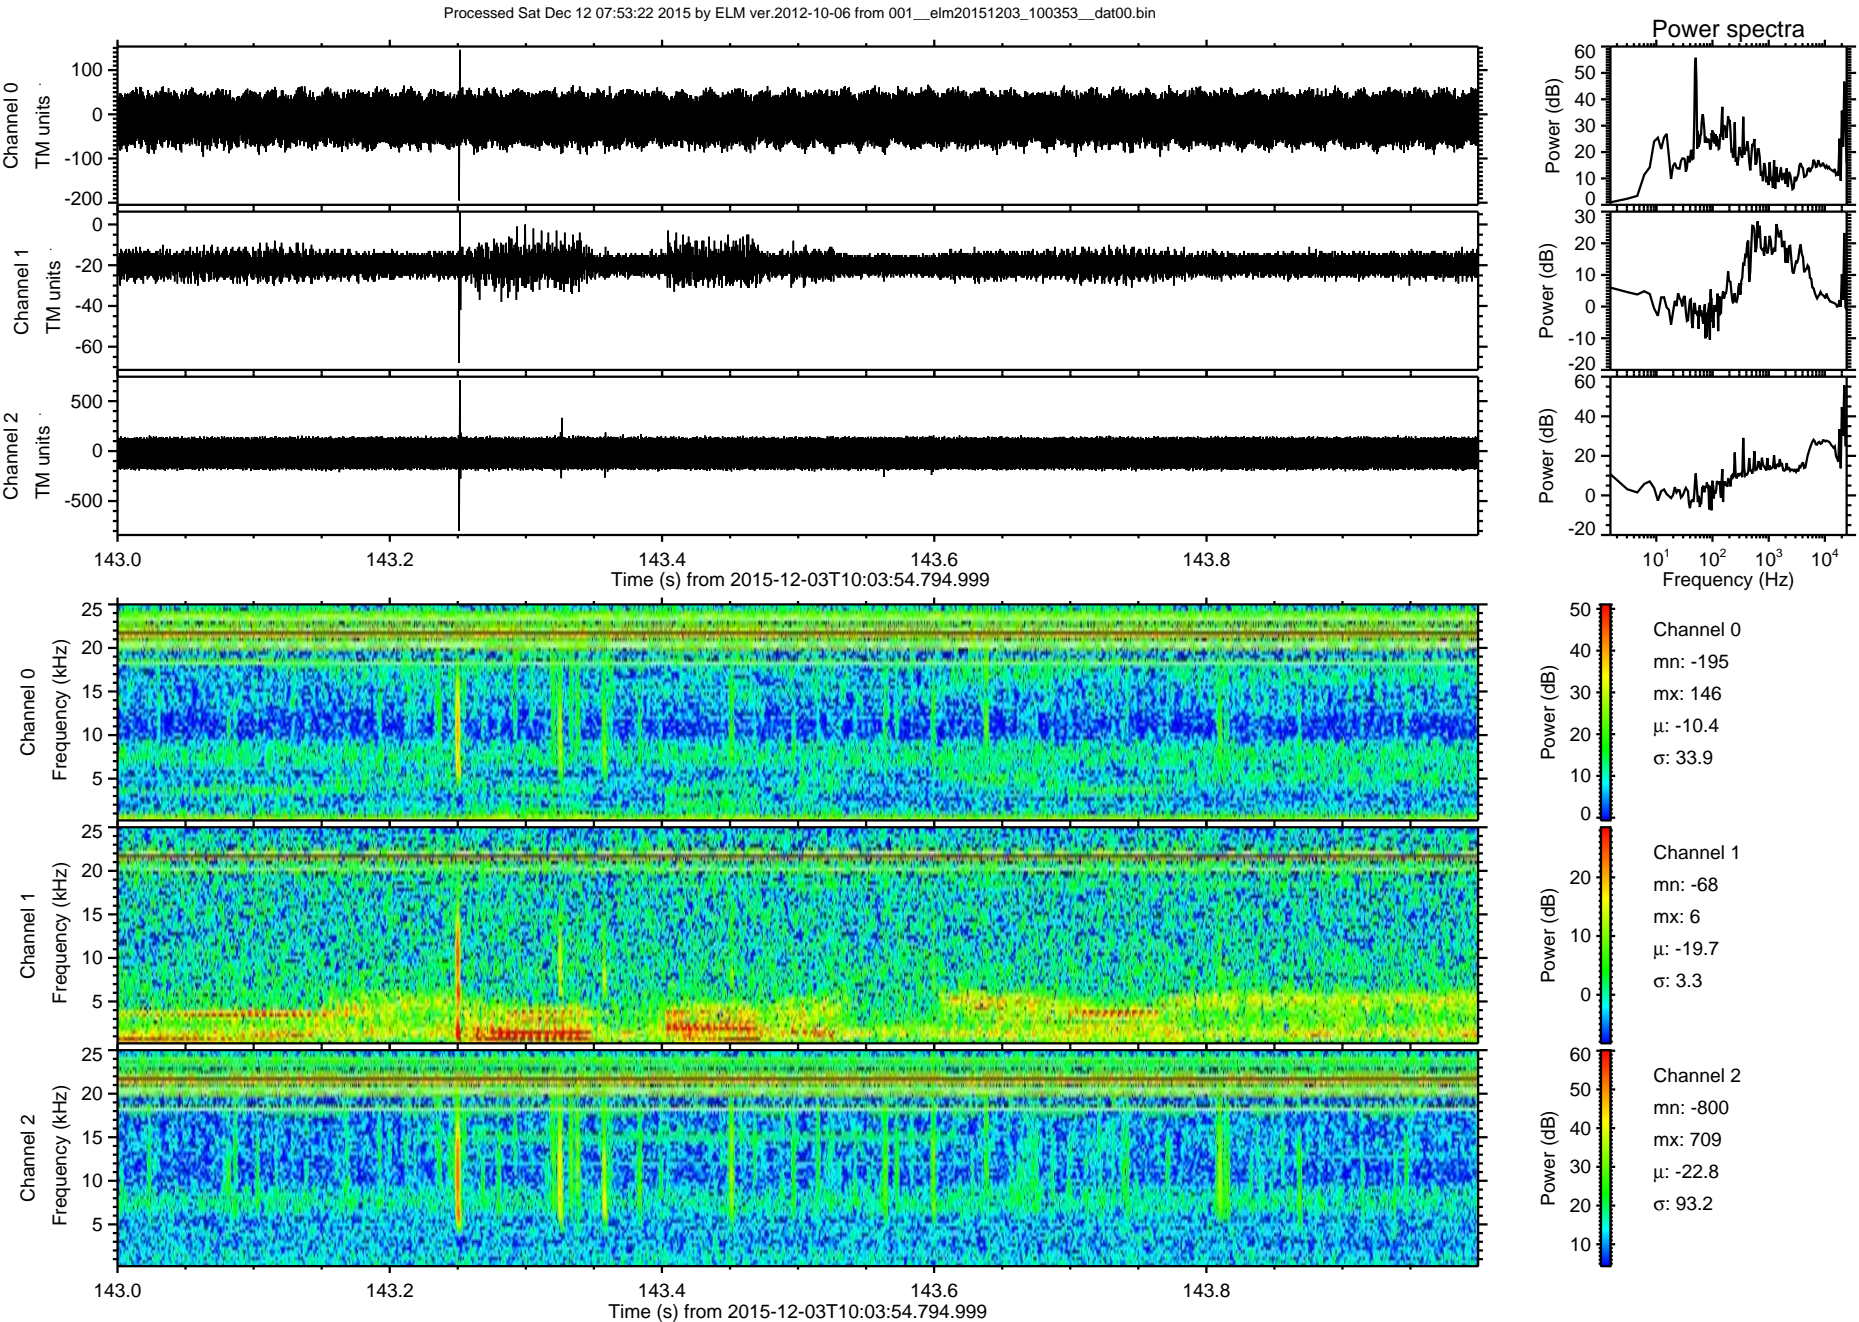 Processed Sat Dec 12 07:53:22 2015 by ELM ver.2012-10-06 from 001__elm20151203_100353__dat00.bin
Power spectra
Channel 0
TM units
100
0
-100
-200
Power (dB)
60
50
40
30
20
10
0
Channel 1
TM units
0
-20
-40
-60
Power (dB)
30
20
10
0
-10
-20
Channel 2
TM units
500
0
-500
Power (dB)
60
40
20
0
-20
143.0 143.2 143.4 143.6 143.8
Time (s) from 2015-12-03T10:03:54.794.999
10^1 10^2 10^3 10^4
Frequency (Hz)
Channel 0
Frequency (kHz)
25
20
15
10
5
Power (dB)
50
40
30
20
10
0
Channel 0
mn: -195
mx: 146
µ: -10.4
σ: 33.9
Channel 1
Frequency (kHz)
25
20
15
10
5
Power (dB)
20
10
0
Channel 1
mn: -68
mx: 6
µ: -19.7
σ: 3.3
Channel 2
Frequency (kHz)
25
20
15
10
5
Power (dB)
60
50
40
30
20
10
Channel 2
mn: -800
mx: 709
µ: -22.8
σ: 93.2
143.0 143.2 143.4 143.6 143.8
Time (s) from 2015-12-03T10:03:54.794.999